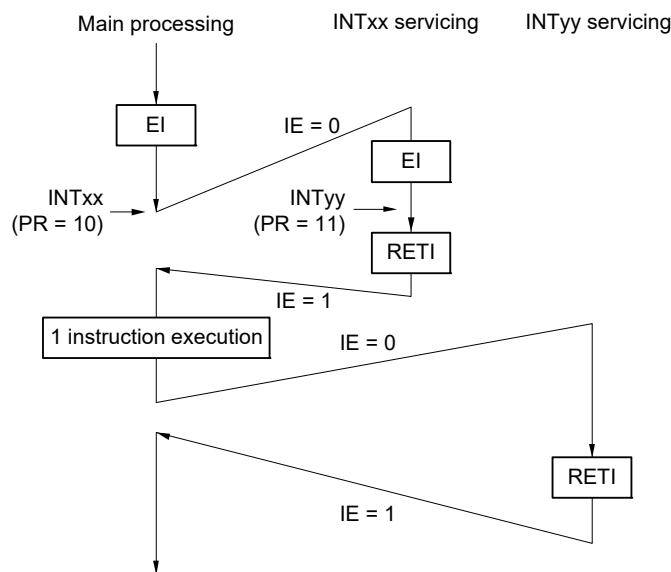 Main processing
INTxx servicing
INTyy servicing
EI
IE = 0
EI
INTxx
(PR = 10)
INTyy
(PR = 11)
RETI
IE = 1
1 instruction execution
IE = 0
RETI
IE = 1